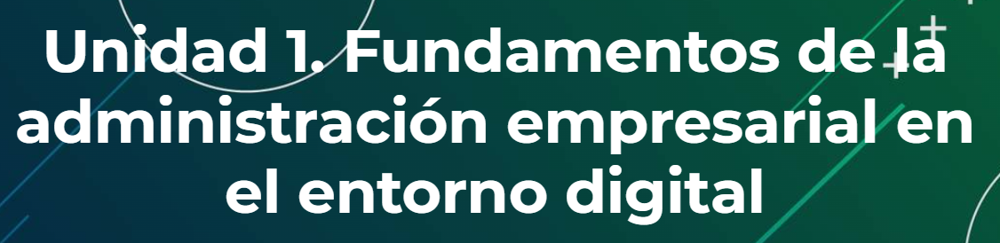 Unidad 1. Fundamentos de la
administración empresarial en
el entorno digital